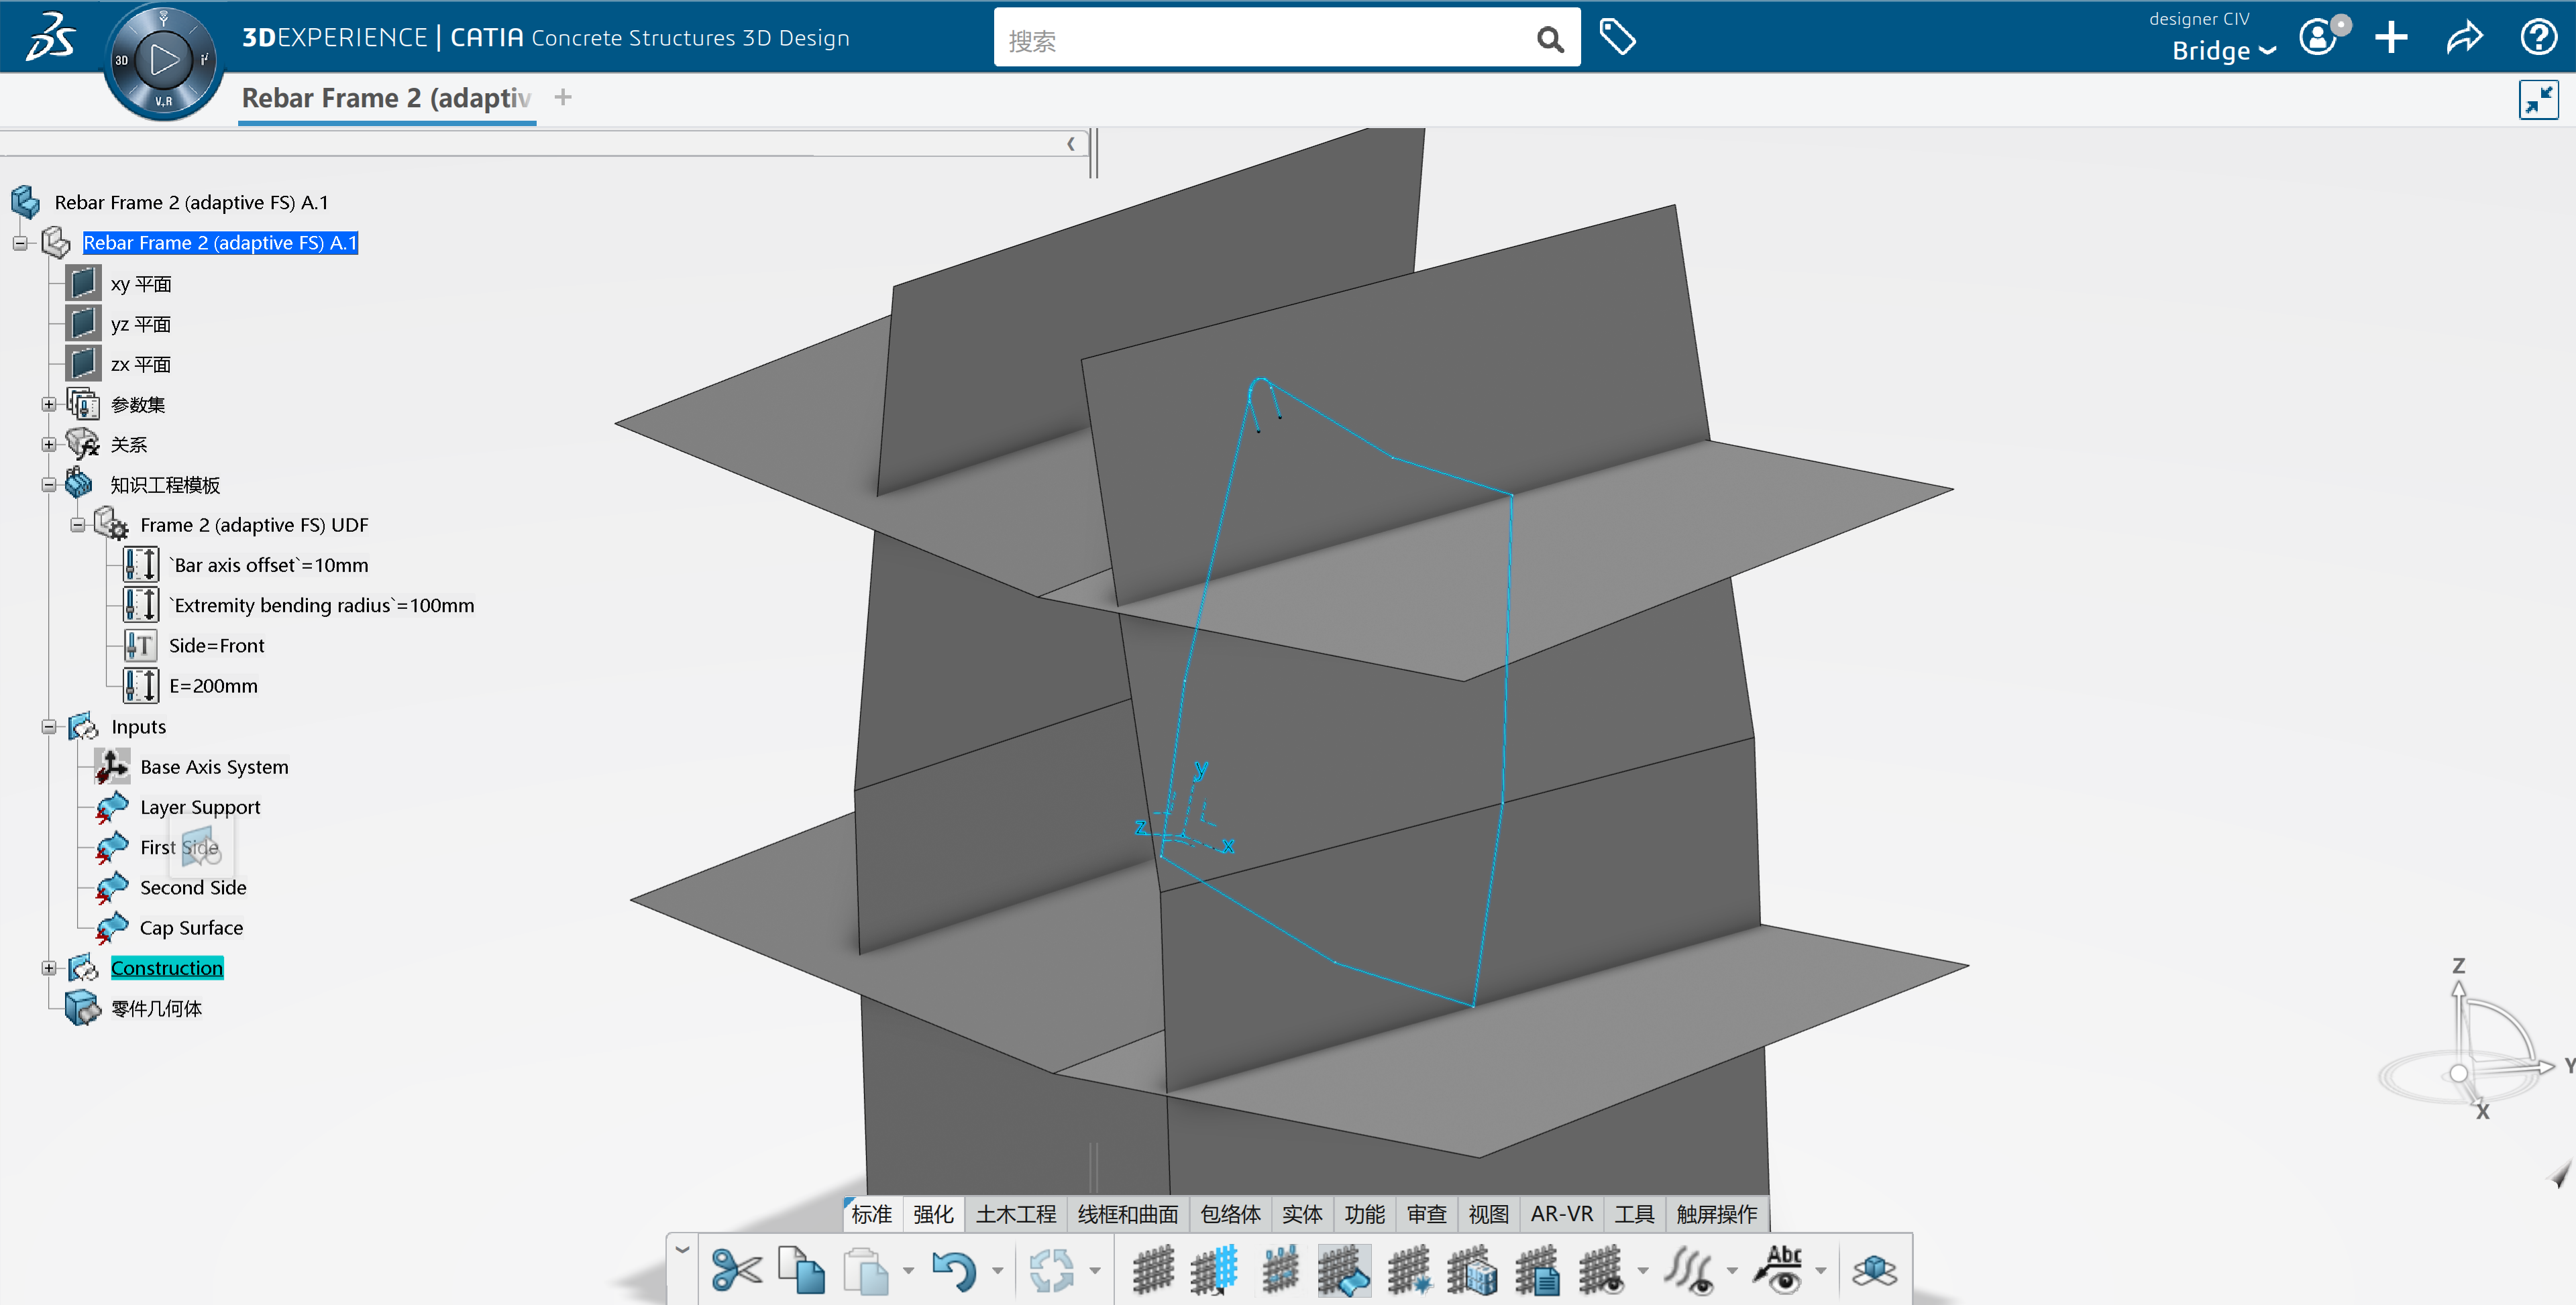 3DEXPERIENCE | CATIA Concrete Structures 3D Design
搜索
designer CIV
Bridge
3D
V,R
Rebar Frame 2 (adaptiv
Rebar Frame 2 (adaptive FS) A.1
Rebar Frame 2 (adaptive FS) A.1
xy 平面
yz 平面
zx 平面
参数集
关系
知识工程模板
Frame 2 (adaptive FS) UDF
`Bar axis offset`=10mm
`Extremity bending radius`=100mm
Side=Front
E=200mm
Inputs
Base Axis System
Layer Support
First Side
Second Side
Cap Surface
Construction
零件几何体
y
z
x
Z
Y
X
标准 强化 土木工程 线框和曲面 包络体 实体 功能 审查 视图 AR-VR 工具 触屏操作
Abc